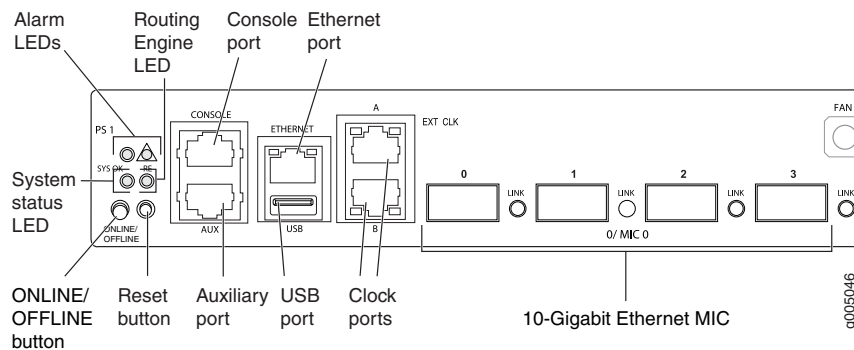 Alarm
LEDs
Routing
Engine
LED
Console
port
Ethernet
port
PS 1
CONSOLE
ETHERNET
A
EXT CLK
FAN
SYS OK
RE
0
LINK
1
LINK
2
LINK
3
LINK
System
status
LED
ONLINE/
OFFLINE
AUX
USB
B
0/ MIC 0
ONLINE/
OFFLINE
button
Reset
button
Auxiliary
port
USB
port
Clock
ports
10-Gigabit Ethernet MIC
g005046